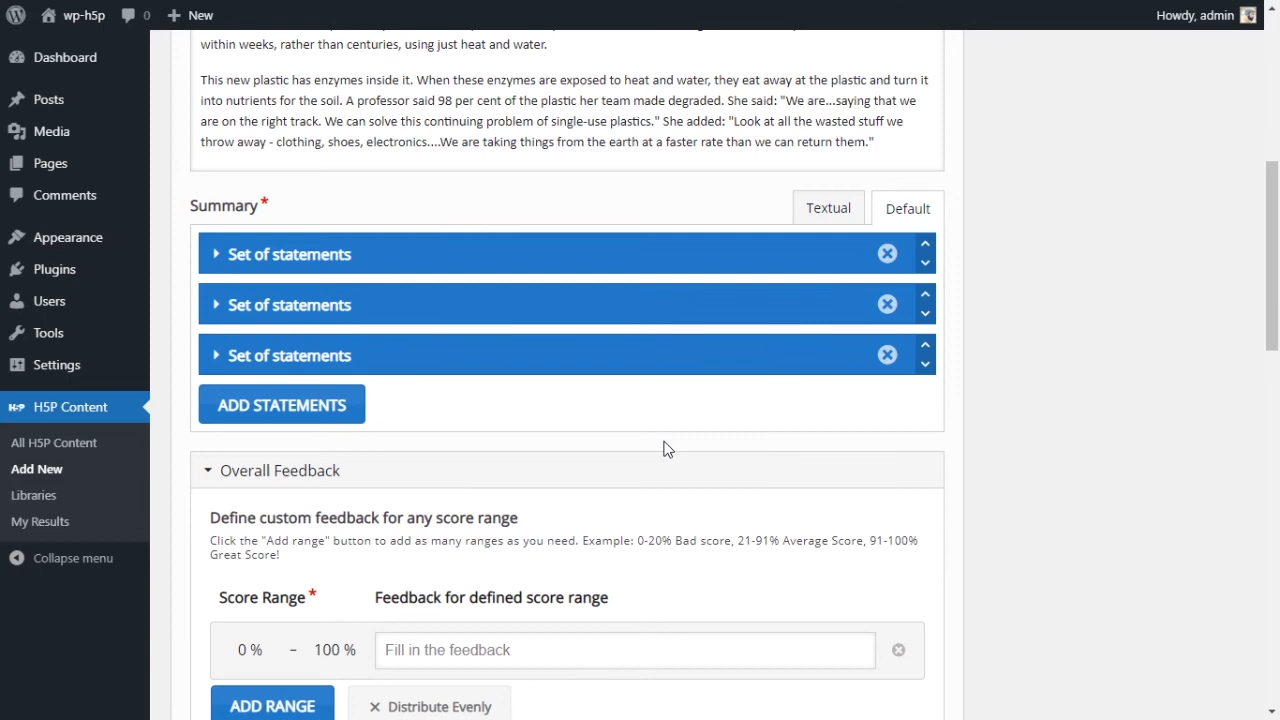 wp-h5p
0
New
Howdy, admin
Dashboard
Posts
Media
Pages
Comments
Appearance
Plugins
Users
Tools
Settings
H5P Content
All H5P Content
Add New
Libraries
My Results
Collapse menu
within weeks, rather than centuries, using just heat and water.
This new plastic has enzymes inside it. When these enzymes are exposed to heat and water, they eat away at the plastic and turn it
into nutrients for the soil. A professor said 98 per cent of the plastic her team made degraded. She said: "We are...saying that we
are on the right track. We can solve this continuing problem of single-use plastics." She added: "Look at all the wasted stuff we
throw away - clothing, shoes, electronics....We are taking things from the earth at a faster rate than we can return them."
Summary*
Textual
Default
Set of statements
Set of statements
Set of statements
ADD STATEMENTS
Overall Feedback
Define custom feedback for any score range
Click the "Add range" button to add as many ranges as you need. Example: 0-20% Bad score, 21-91% Average Score, 91-100%
Great Score!
Score Range*
Feedback for defined score range
0 % – 100 %
Fill in the feedback
ADD RANGE
Distribute Evenly